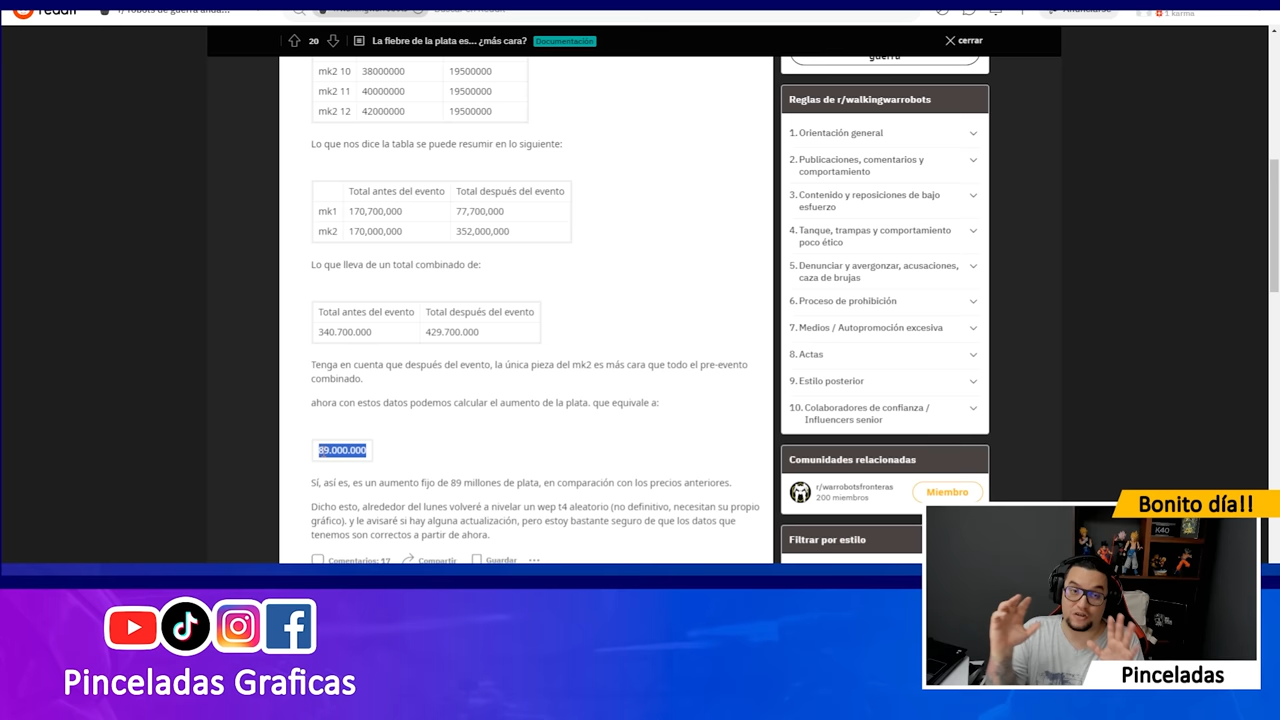 La fiebre de la plata es... ¿más cara? Documentación
20
cerrar
mk2 10 38000000 19500000
mk2 11 40000000 19500000
mk2 12 42000000 19500000
Lo que nos dice la tabla se puede resumir en lo siguiente:
Total antes del evento Total después del evento
mk1 170,700,000 77,700,000
mk2 170,000,000 352,000,000
Lo que lleva de un total combinado de:
Total antes del evento Total después del evento
340.700.000 429.700.000
Tenga en cuenta que después del evento, la única pieza del mk2 es más cara que todo el pre-evento
combinado.
ahora con estos datos podemos calcular el aumento de la plata. que equivale a:
89.000.000
Sí, así es, es un aumento fijo de 89 millones de plata, en comparación con los precios anteriores.
Dicho esto, alrededor del lunes volveré a nivelar un wep t4 aleatorio (no definitivo, necesitan su propio
gráfico). y le avisaré si hay alguna actualización, pero estoy bastante seguro de que los datos que
tenemos son correctos a partir de ahora.
Comentarios: 17 Compartir Guardar ...
guerra
Reglas de r/walkingwarrobots
1. Orientación general
2. Publicaciones, comentarios y
comportamiento
3. Contenido y reposiciones de bajo
esfuerzo
4. Tanque, trampas y comportamiento
poco ético
5. Denunciar y avergonzar, acusaciones,
caza de brujas
6. Proceso de prohibición
7. Medios / Autopromoción excesiva
8. Actas
9. Estilo posterior
10. Colaboradores de confianza /
Influencers senior
Comunidades relacionadas
r/warrobotsfronteras
200 miembros
Miembro
Filtrar por estilo
Bonito día!!
K40
Pinceladas
Pinceladas Graficas